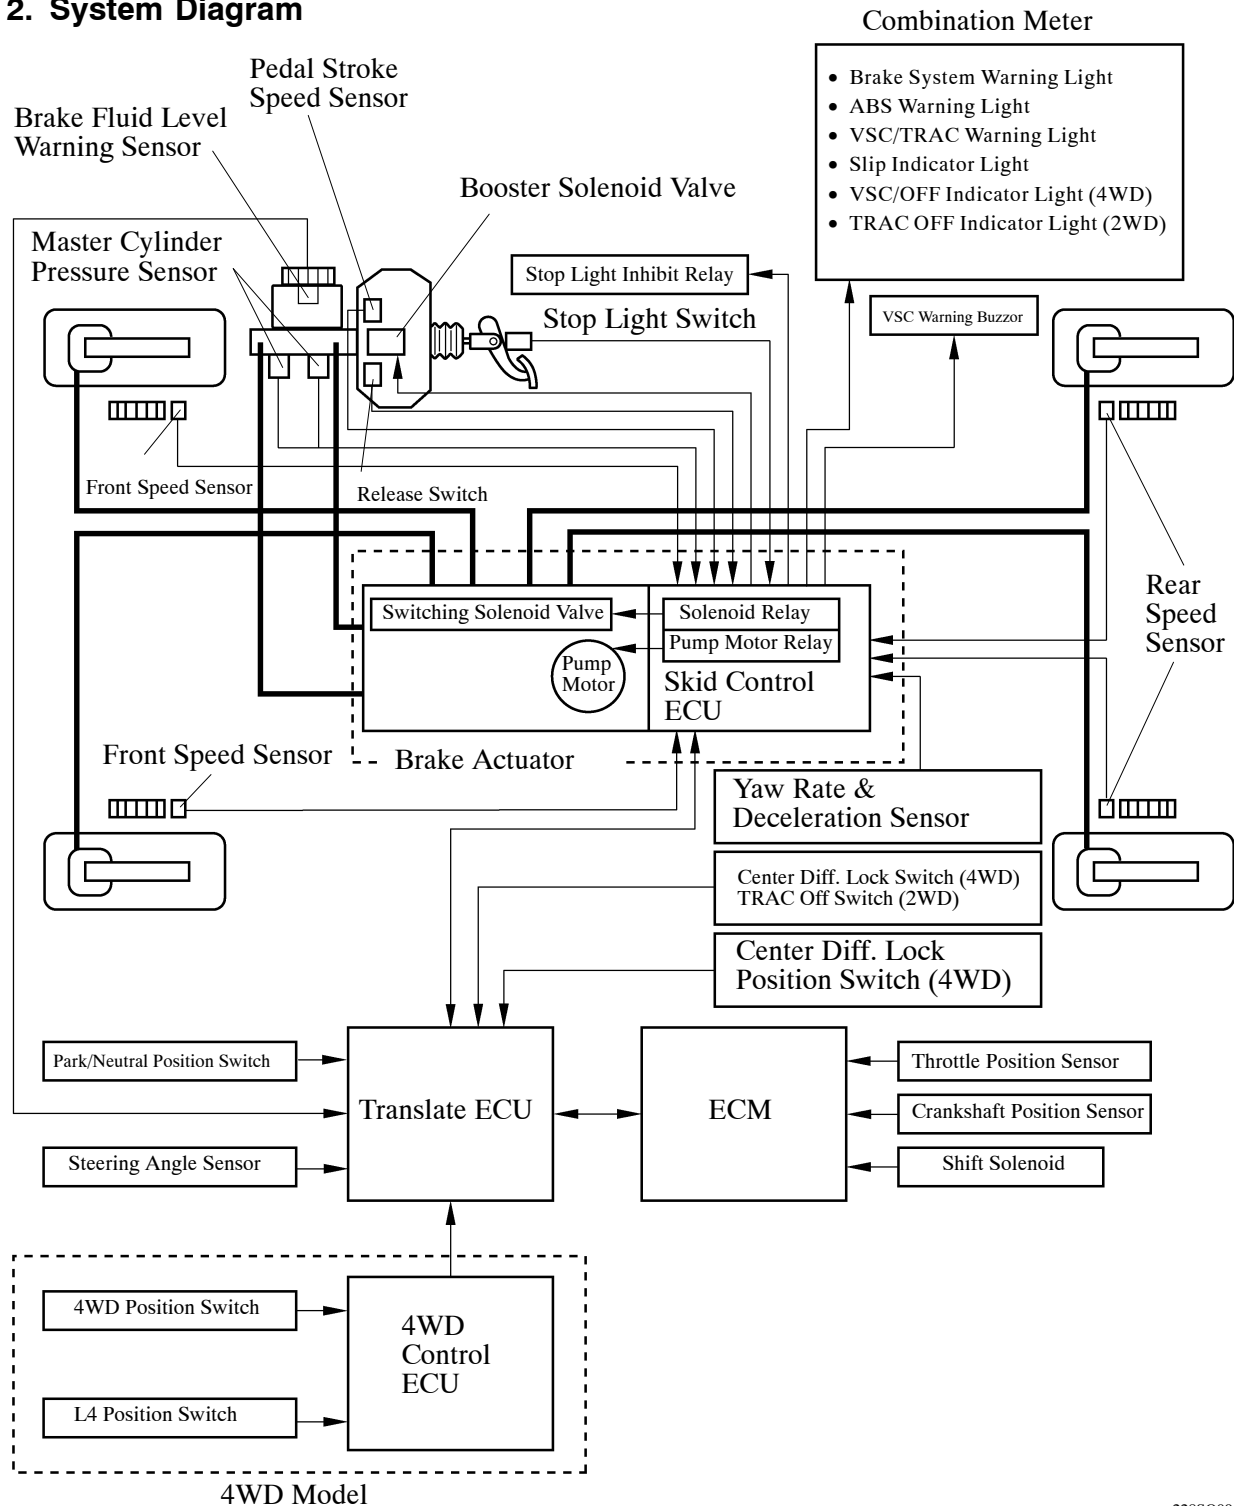 2. System Diagram
Combination Meter
• Brake System Warning Light
• ABS Warning Light
• VSC/TRAC Warning Light
• Slip Indicator Light
• VSC/OFF Indicator Light (4WD)
• TRAC OFF Indicator Light (2WD)
Pedal Stroke
Speed Sensor
Brake Fluid Level
Warning Sensor
Booster Solenoid Valve
Master Cylinder
Pressure Sensor
Stop Light Inhibit Relay
Stop Light Switch
VSC Warning Buzzor
Front Speed Sensor
Release Switch
Switching Solenoid Valve
Solenoid Relay
Pump Motor Relay
Pump
Motor
Skid Control
ECU
Rear
Speed
Sensor
Front Speed Sensor
Brake Actuator
Yaw Rate &
Deceleration Sensor
Center Diff. Lock Switch (4WD)
TRAC Off Switch (2WD)
Center Diff. Lock
Position Switch (4WD)
Park/Neutral Position Switch
Translate ECU
ECM
Throttle Position Sensor
Crankshaft Position Sensor
Steering Angle Sensor
Shift Solenoid
4WD Position Switch
4WD
Control
ECU
L4 Position Switch
4WD Model